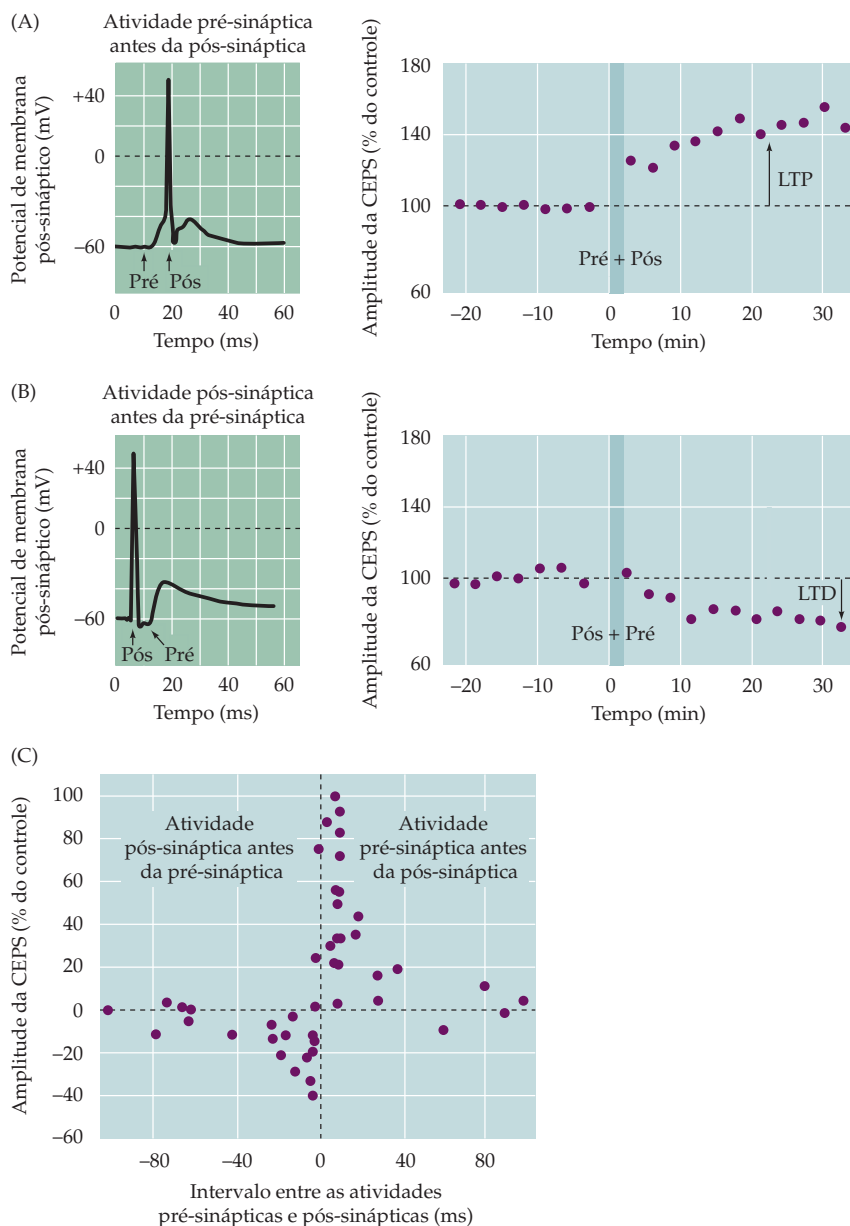 (A)
Atividade pré-sináptica
antes da pós-sináptica
Potencial de membrana
pós-sináptico (mV)
+40
0
–60
Pré
Pós
0
20
40
60
Tempo (ms)
Amplitude da CEPS (% do controle)
180
140
100
60
LTP
Pré + Pós
–20
–10
0
10
20
30
Tempo (min)
(B)
Atividade pós-sináptica
antes da pré-sináptica
Potencial de membrana
pós-sináptico (mV)
+40
0
–60
Pós
Pré
0
20
40
60
Tempo (ms)
Amplitude da CEPS (% do controle)
180
140
100
60
LTD
Pós + Pré
–20
–10
0
10
20
30
Tempo (min)
(C)
Amplitude da CEPS (% do controle)
100
80
60
40
20
0
–20
–40
–60
Atividade
pós-sináptica antes
da pré-sináptica
Atividade
pré-sináptica antes
da pós-sináptica
–80
–40
0
40
80
Intervalo entre as atividades
pré-sinápticas e pós-sinápticas (ms)